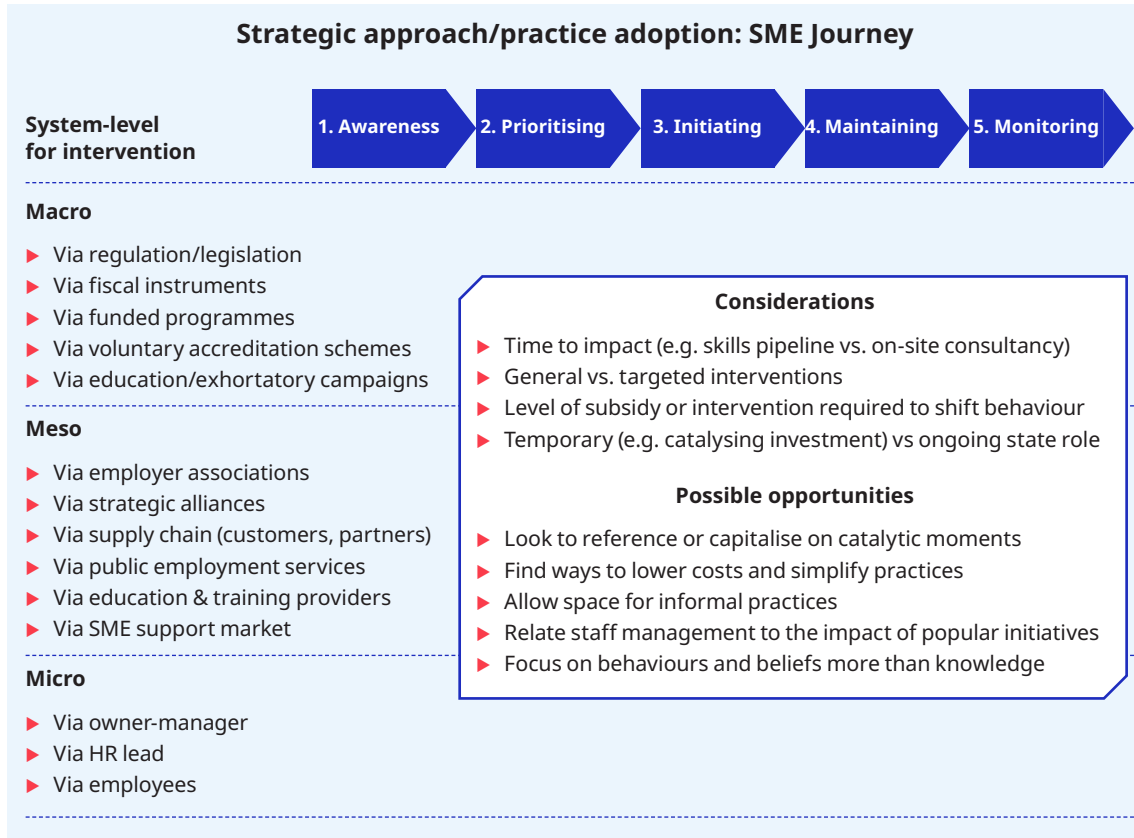 Strategic approach/practice adoption: SME Journey
System-level
for intervention
1. Awareness
2. Prioritising
3. Initiating
4. Maintaining
5. Monitoring
Macro
Via regulation/legislation
Via fiscal instruments
Via funded programmes
Via voluntary accreditation schemes
Via education/exhortatory campaigns
Meso
Via employer associations
Via strategic alliances
Via supply chain (customers, partners)
Via public employment services
Via education & training providers
Via SME support market
Micro
Via owner-manager
Via HR lead
Via employees
Considerations
Time to impact (e.g. skills pipeline vs. on-site consultancy)
General vs. targeted interventions
Level of subsidy or intervention required to shift behaviour
Temporary (e.g. catalysing investment) vs ongoing state role
Possible opportunities
Look to reference or capitalise on catalytic moments
Find ways to lower costs and simplify practices
Allow space for informal practices
Relate staff management to the impact of popular initiatives
Focus on behaviours and beliefs more than knowledge